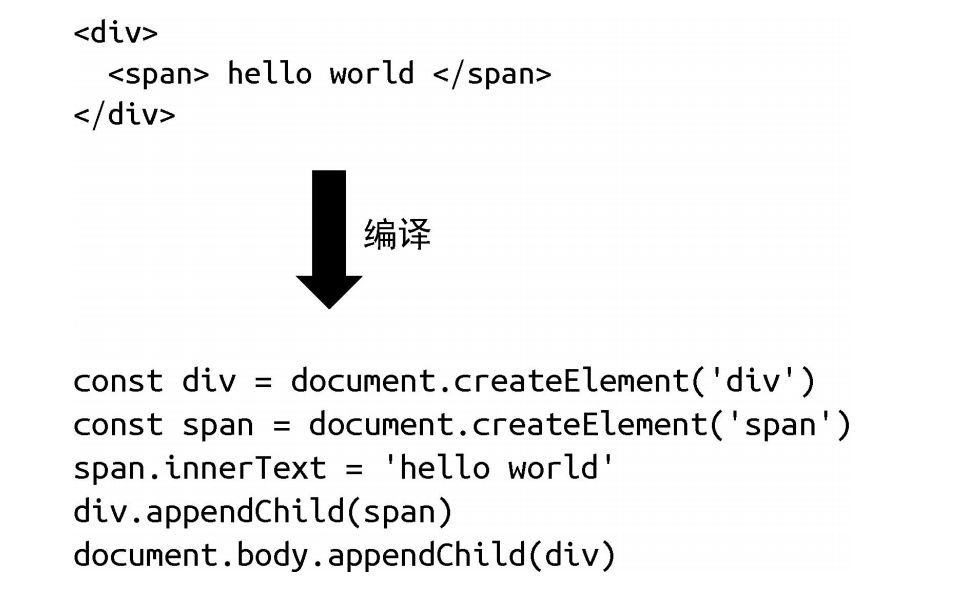 <div>
  <span> hello world </span>
</div>
编译
const div = document.createElement('div')
const span = document.createElement('span')
span.innerText = 'hello world'
div.appendChild(span)
document.body.appendChild(div)